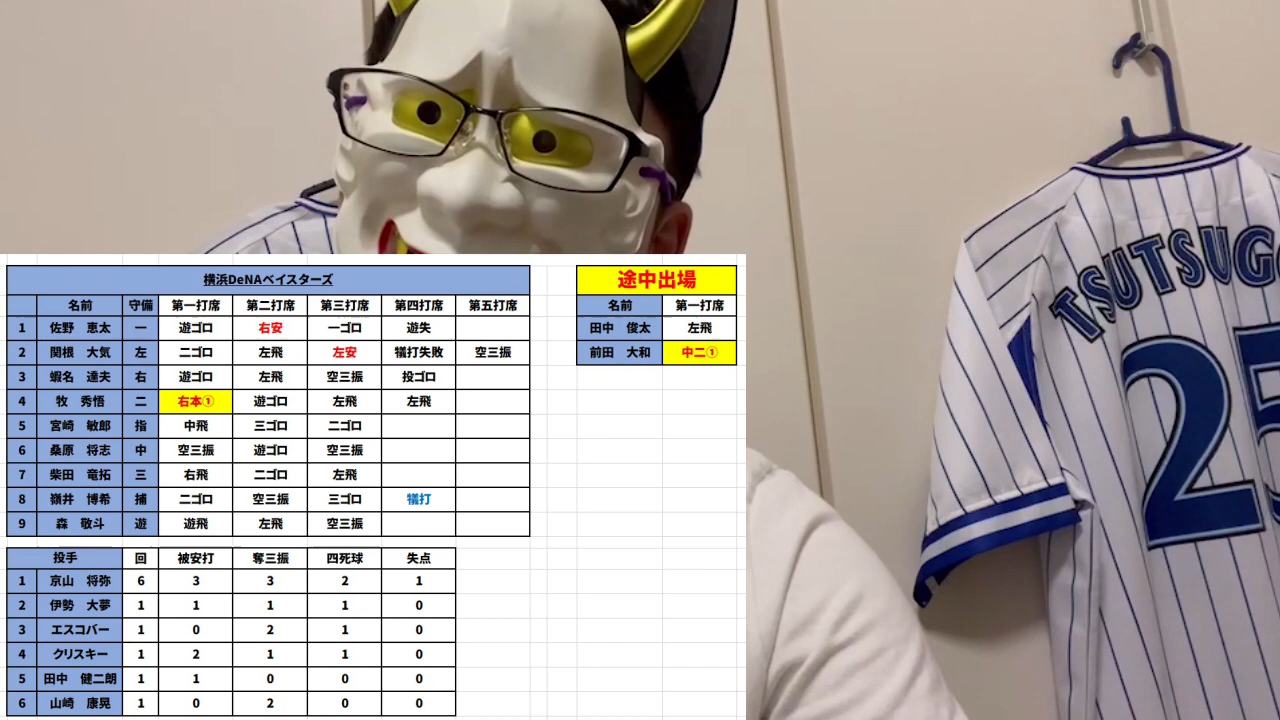 横浜DeNAベイスターズ
名前 守備 第一打席 第二打席 第三打席 第四打席 第五打席
1 佐野 恵太 一 遊ゴロ 右安 一ゴロ 遊失
2 関根 大気 左 二ゴロ 左飛 左安 犠打失敗 空三振
3 蝦名 達夫 右 遊ゴロ 左飛 空三振 投ゴロ
4 牧 秀悟 二 右本① 遊ゴロ 左飛 左飛
5 宮崎 敏郎 指 中飛 三ゴロ 二ゴロ
6 桑原 将志 中 空三振 遊ゴロ 空三振
7 柴田 竜拓 三 右飛 二ゴロ 左飛
8 嶺井 博希 捕 二ゴロ 空三振 三ゴロ 犠打
9 森 敬斗 遊 遊飛 左飛 空三振
投手 回 被安打 奪三振 四死球 失点
1 京山 将弥 6 3 3 2 1
2 伊勢 大夢 1 1 1 1 0
3 エスコバー 1 0 2 1 0
4 クリスキー 1 2 1 1 0
5 田中 健二朗 1 1 0 0 0
6 山崎 康晃 1 0 2 0 0
途中出場
名前 第一打席
田中 俊太 左飛
前田 大和 中二①
TSUTSUG
25